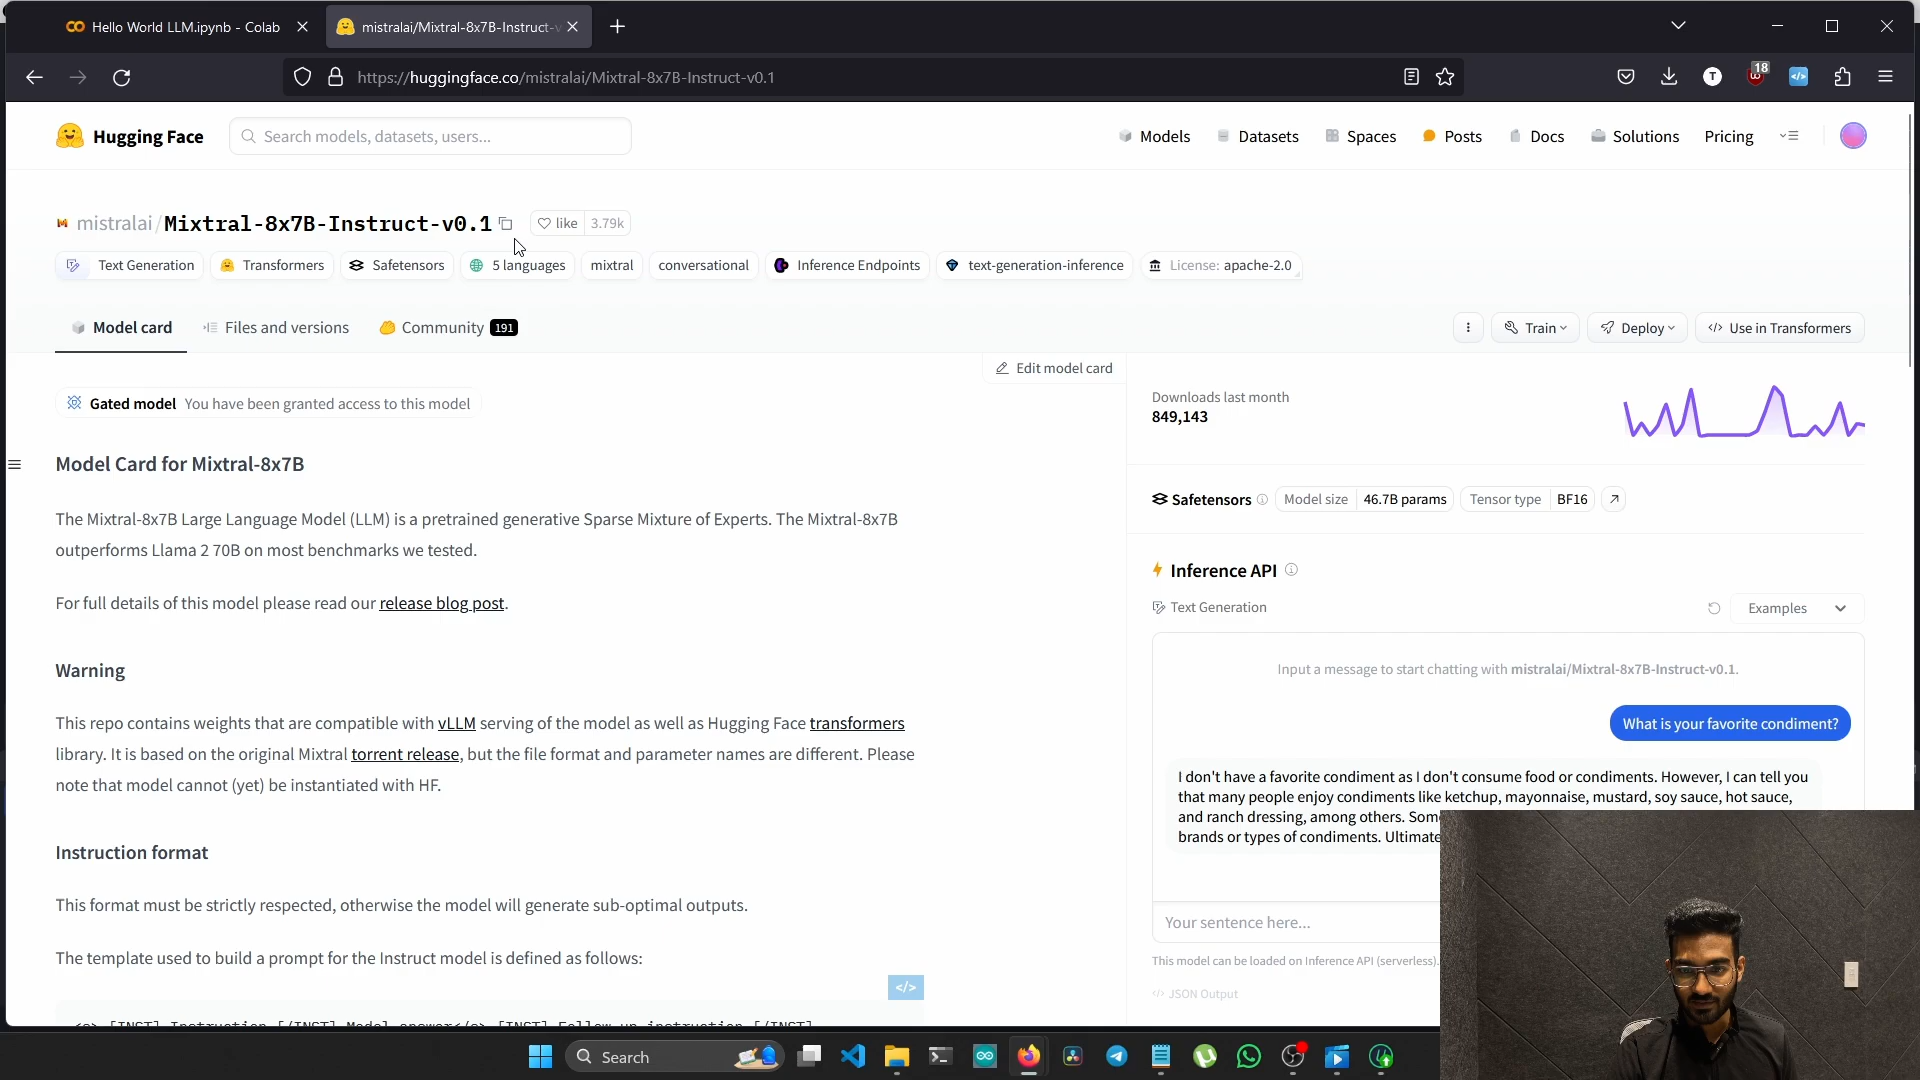 Hello World LLM.ipynb - Colab
mistralai/Mixtral-8x7B-Instruct-v
https://huggingface.co/mistralai/Mixtral-8x7B-Instruct-v0.1
T
18
Hugging Face
Search models, datasets, users...
Models
Datasets
Spaces
Posts
Docs
Solutions
Pricing
mistralai/Mixtral-8x7B-Instruct-v0.1
like 3.79k
Text Generation
Transformers
Safetensors
5 languages
mixtral
conversational
Inference Endpoints
text-generation-inference
License: apache-2.0
Model card
Files and versions
Community 191
Train
Deploy
</> Use in Transformers
Edit model card
Gated model You have been granted access to this model
Model Card for Mixtral-8x7B
The Mixtral-8x7B Large Language Model (LLM) is a pretrained generative Sparse Mixture of Experts. The Mixtral-8x7B
outperforms Llama 2 70B on most benchmarks we tested.
For full details of this model please read our release blog post.
Warning
This repo contains weights that are compatible with vLLM serving of the model as well as Hugging Face transformers
library. It is based on the original Mixtral torrent release, but the file format and parameter names are different. Please
note that model cannot (yet) be instantiated with HF.
Instruction format
This format must be strictly respected, otherwise the model will generate sub-optimal outputs.
The template used to build a prompt for the Instruct model is defined as follows:
</>
<s> [INST] Instruction [/INST] Model answer</s> [INST] Follow-up instruction [/INST]
Downloads last month
849,143
Safetensors
Model size 46.7B params
Tensor type BF16
Inference API
Text Generation
Examples
Input a message to start chatting with mistralai/Mixtral-8x7B-Instruct-v0.1.
What is your favorite condiment?
I don't have a favorite condiment as I don't consume food or condiments. However, I can tell you
that many people enjoy condiments like ketchup, mayonnaise, mustard, soy sauce, hot sauce,
and ranch dressing, among others. Som
brands or types of condiments. Ultimate
Your sentence here...
This model can be loaded on Inference API (serverless).
</> JSON Output
Search